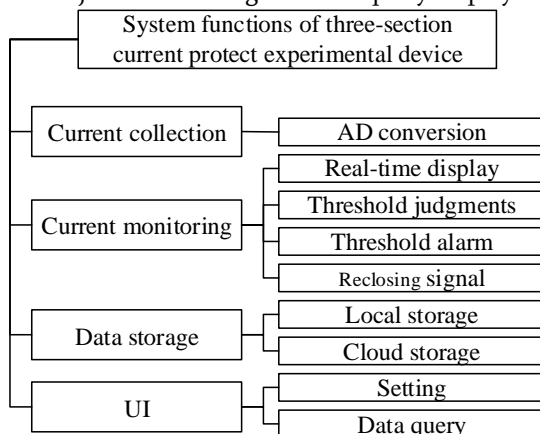 System functions of three-section
current protect experimental device
Current collection
AD conversion
Current monitoring
Real-time display
Threshold judgments
Threshold alarm
Reclosing signal
Data storage
Local storage
Cloud storage
UI
Setting
Data query